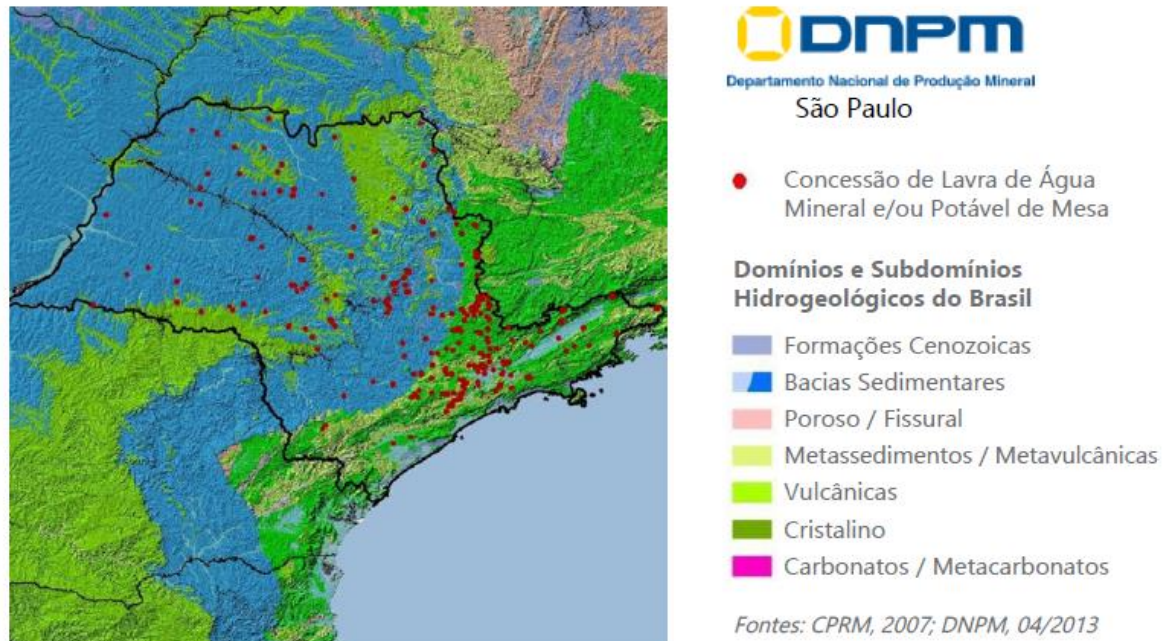 DNPM
Departamento Nacional de Produção Mineral
São Paulo
Concessão de Lavra de Água
Mineral e/ou Potável de Mesa
Domínios e Subdomínios
Hidrogeológicos do Brasil
Formações Cenozoicas
Bacias Sedimentares
Poroso / Fissural
Metassedimentos / Metavulcânicas
Vulcânicas
Cristalino
Carbonatos / Metacarbonatos
Fontes: CPRM, 2007; DNPM, 04/2013